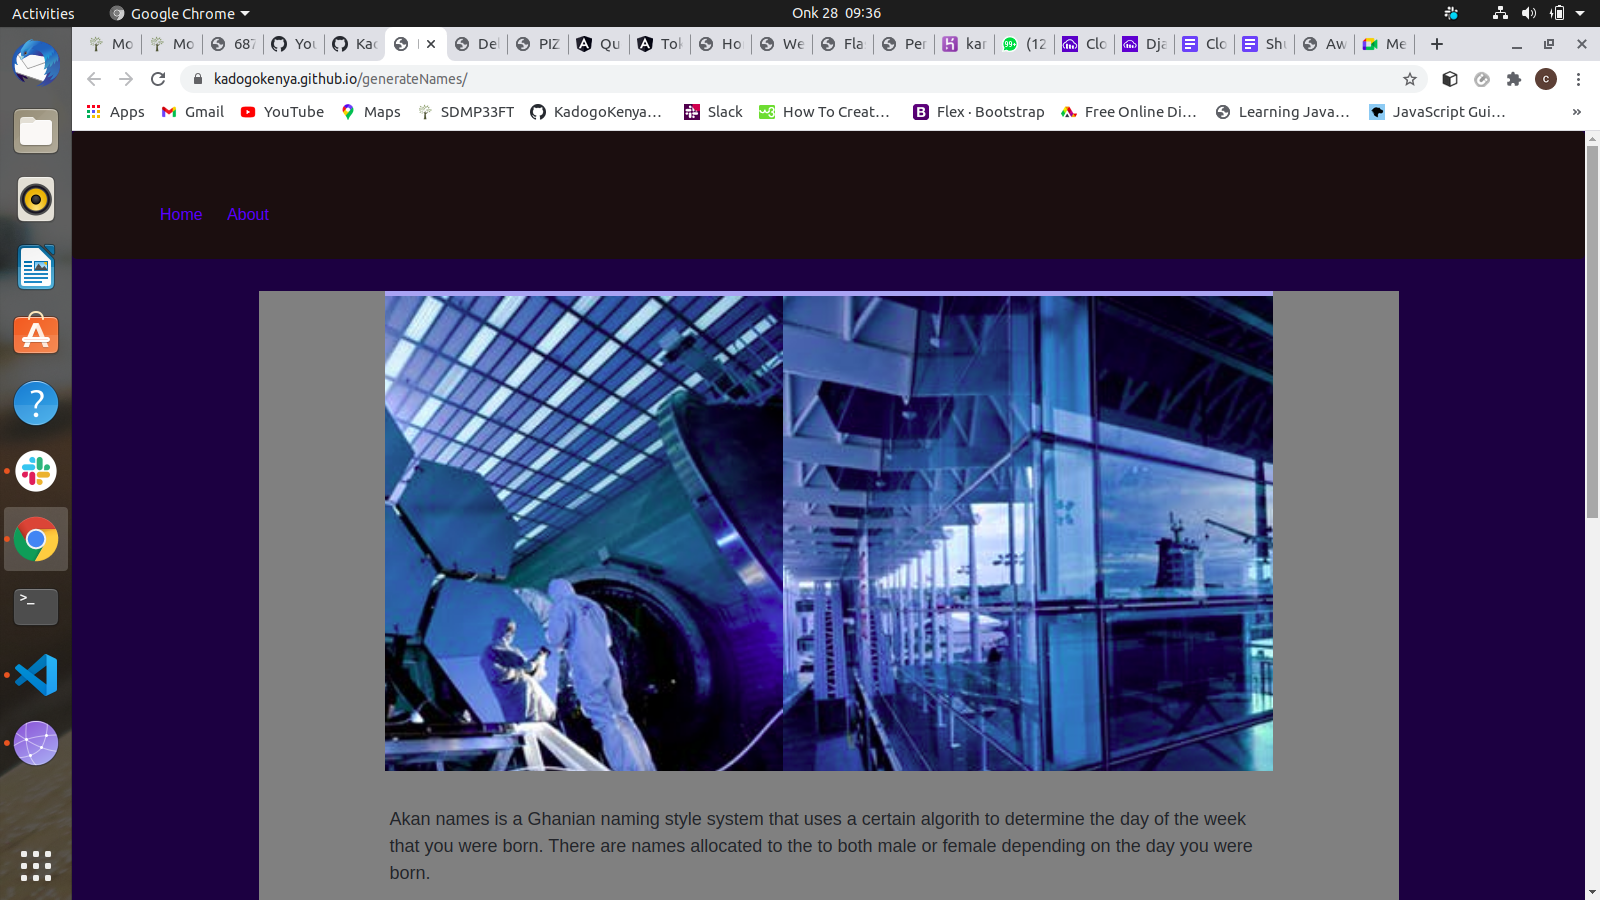 Activities
Google Chrome
Onk 28 09:36
Mo
Mo
687
You
Kac
I
Del
PIZ
Qu
Tok
Ho
We
Fla
Per
kar
(12
Clo
Dja
Clo
Shu
Aw
Me
kadogokenya.github.io/generateNames/
c
Apps
Gmail
YouTube
Maps
SDMP33FT
KadogoKenya...
Slack
How To Creat...
Flex · Bootstrap
Free Online Di...
Learning Java...
JavaScript Gui...
»
Home
About
Akan names is a Ghanian naming style system that uses a certain algorith to determine the day of the week
that you were born. There are names allocated to the to both male or female depending on the day you were
born.